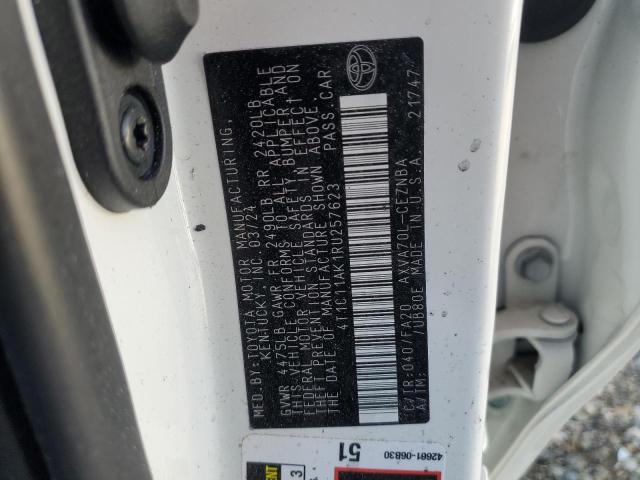 MFD.BY:TOYOTA MOTOR MANUFACTURING,
KENTUCKY, INC. 03/24
GVWR 4475LB GAWR FR 2490LB RR 2420LB
THIS VEHICLE CONFORMS TO ALL APPLICABLE
FEDERAL MOTOR VEHICLE SAFETY, BUMPER AND
THEFT PREVENTION STANDARDS IN EFFECT ON
THE DATE OF MANUFACTURE SHOWN ABOVE.
4T1C11AK1RU257623 PASS.CAR
C/TR:040/FA20 AXVA70L-CEZNBA
A/TM: /UB80E MADE IN U.S.A. 21747
42661-06B30
51
3